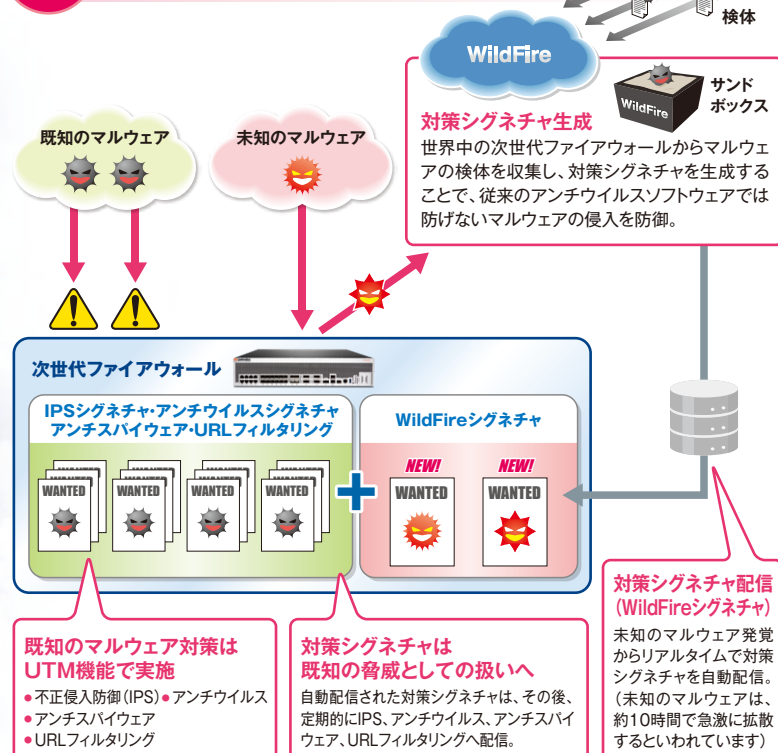 検体
WildFire
WildFire
サンド
ボックス
対策シグネチャ生成
世界中の次世代ファイアウォールからマルウェ
アの検体を収集し、対策シグネチャを生成する
ことで、従来のアンチウイルスソフトウェアでは
防げないマルウェアの侵入を防御。
既知のマルウェア
未知のマルウェア
次世代ファイアウォール
IPSシグネチャ・アンチウイルスシグネチャ
アンチスパイウェア・URLフィルタリング
WANTED
WANTED
WANTED
WANTED
WildFireシグネチャ
NEW!
NEW!
WANTED
WANTED
既知のマルウェア対策は
UTM機能で実施
●不正侵入防御(IPS)●アンチウイルス
●アンチスパイウェア
●URLフィルタリング
対策シグネチャは
既知の脅威としての扱いへ
自動配信された対策シグネチャは、その後、
定期的にIPS、アンチウイルス、アンチスパイ
ウェア、URLフィルタリングへ配信。
対策シグネチャ配信
(WildFireシグネチャ)
未知のマルウェア発覚
からリアルタイムで対策
シグネチャを自動配信。
(未知のマルウェアは、
約10時間で急激に拡散
するといわれています)